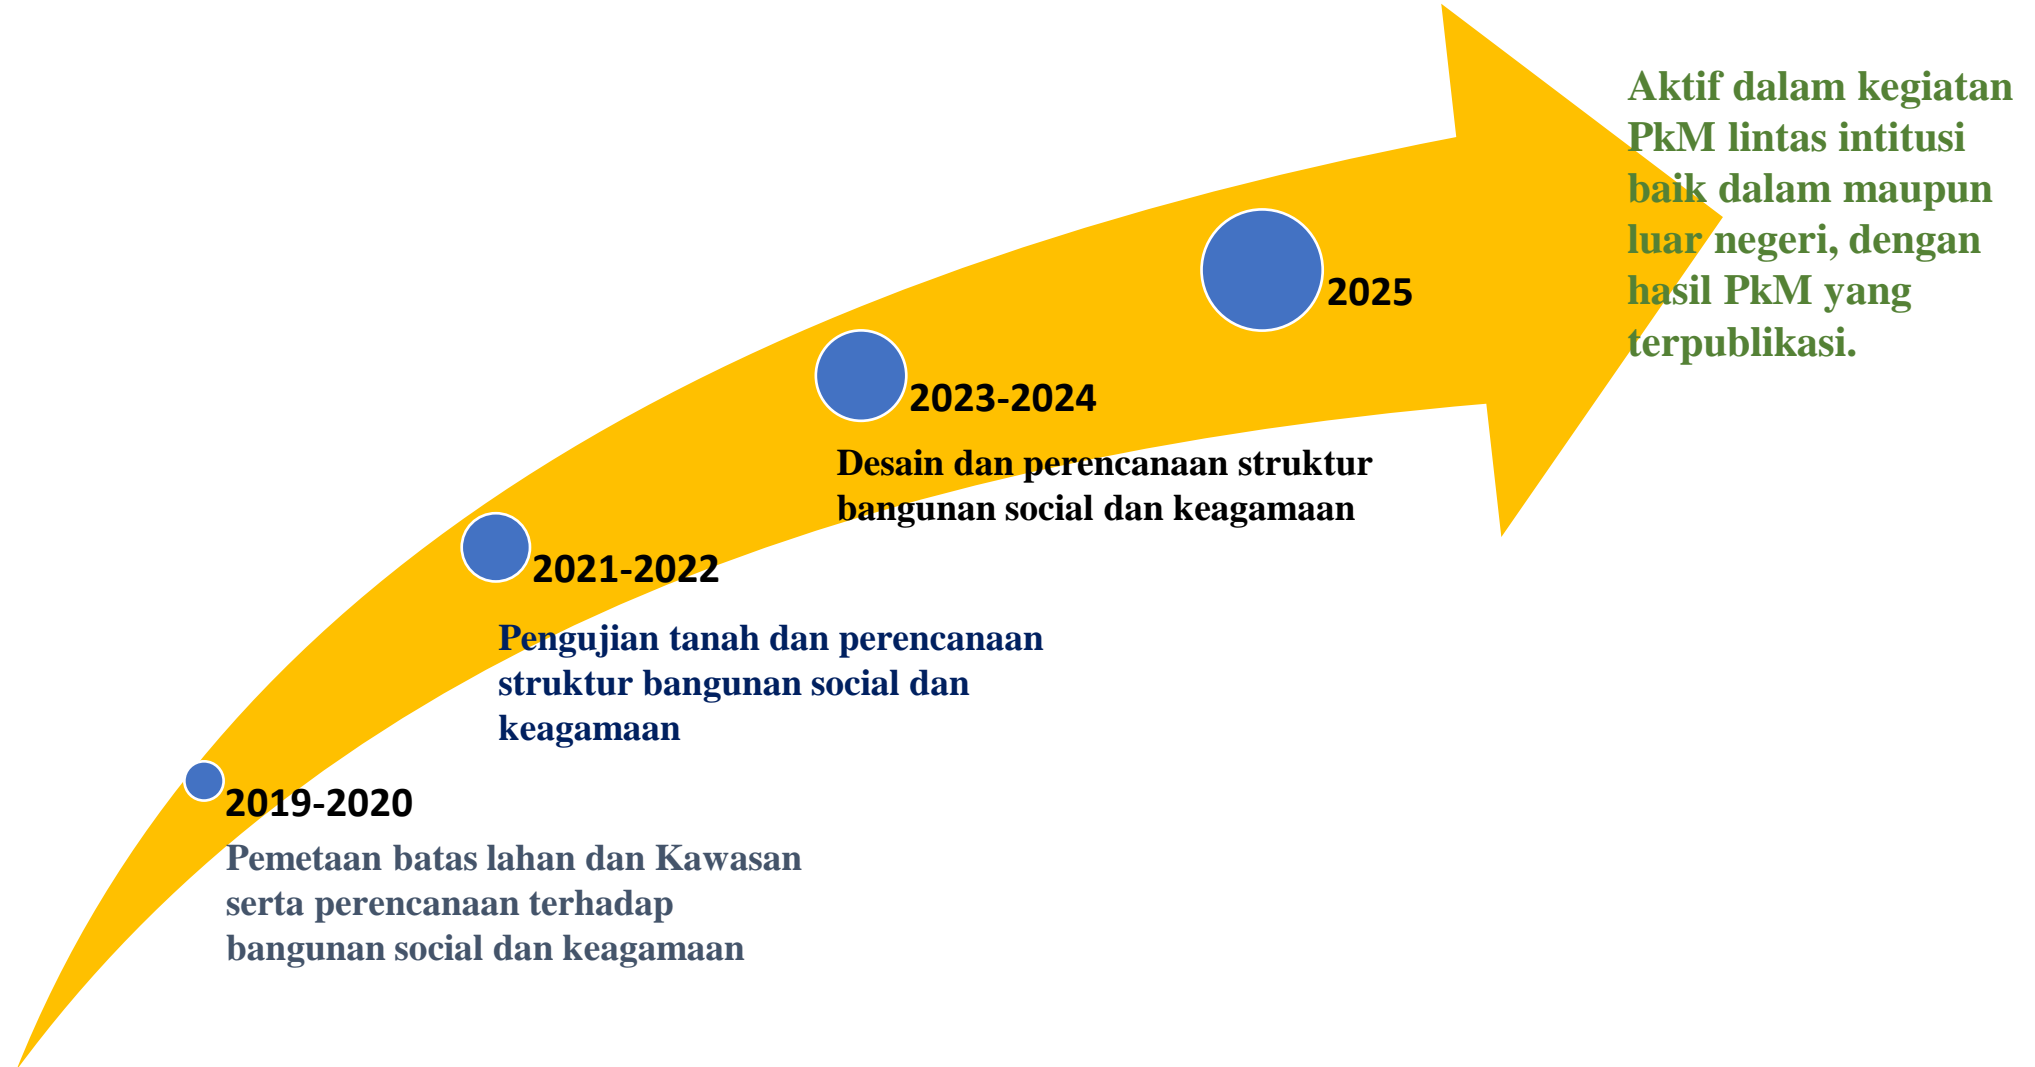 Aktif dalam kegiatan
PkM lintas intitusi
baik dalam maupun
luar negeri, dengan
hasil PkM yang
terpublikasi.
2025
2023-2024
Desain dan perencanaan struktur
bangunan social dan keagamaan
2021-2022
Pengujian tanah dan perencanaan
struktur bangunan social dan
keagamaan
2019-2020
Pemetaan batas lahan dan Kawasan
serta perencanaan terhadap
bangunan social dan keagamaan